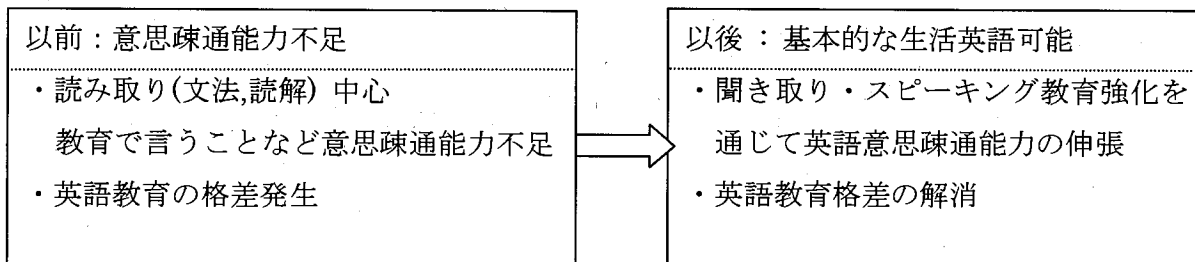 以前：意思疎通能力不足
・読み取り(文法,読解) 中心
教育で言うことなど意思疎通能力不足
・英語教育の格差発生
以後 ： 基本的な生活英語可能
・聞き取り・スピーキング教育強化を
通じて英語意思疎通能力の伸張
・英語教育格差の解消